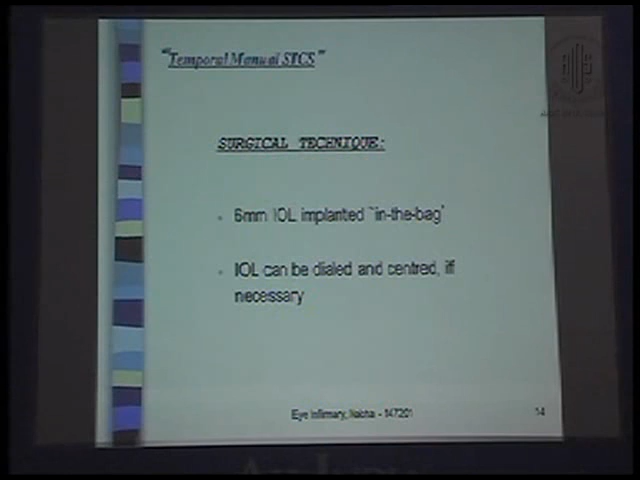 "Temporal Manual SICS"
SURGICAL TECHNIQUE:
6mm IOL implanted "in-the-bag"
IOL can be dialed and centred, if
necessary
Eye Infirmary, Nabha - 147201
14